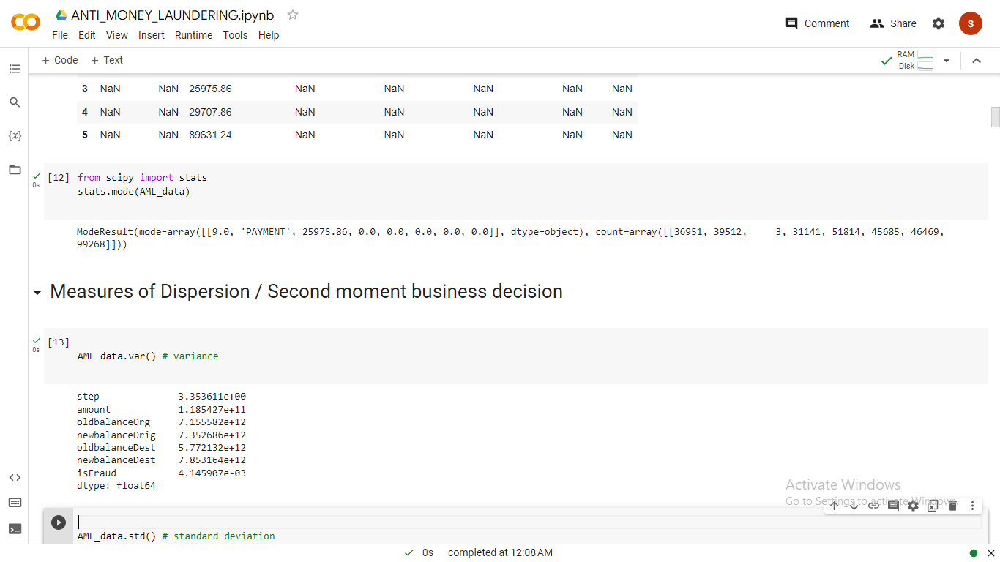 ANTI_MONEY_LAUNDERING.ipynb
File Edit View Insert Runtime Tools Help
Comment Share S
+ Code + Text
RAM
Disk
3 NaN NaN 25975.86 NaN NaN NaN NaN NaN
4 NaN NaN 29707.86 NaN NaN NaN NaN NaN
5 NaN NaN 89631.24 NaN NaN NaN NaN NaN
{x}
0s
[12] from scipy import stats
stats.mode(AML_data)
ModeResult(mode=array([[9.0, 'PAYMENT', 25975.86, 0.0, 0.0, 0.0, 0.0, 0.0]], dtype=object), count=array([[36951, 39512, 3, 31141, 51814, 45685, 46469,
99268]]))
Measures of Dispersion / Second moment business decision
0s
[13]
AML_data.var() # variance
step 3.353611e+00
amount 1.185427e+11
oldbalanceOrg 7.155582e+12
newbalanceOrig 7.352686e+12
oldbalanceDest 5.772132e+12
newbalanceDest 7.853164e+12
isFraud 4.145907e-03
dtype: float64
Activate Windows
Go to Settings to activate Windows.
AML_data.std() # standard deviation
0s completed at 12:08 AM